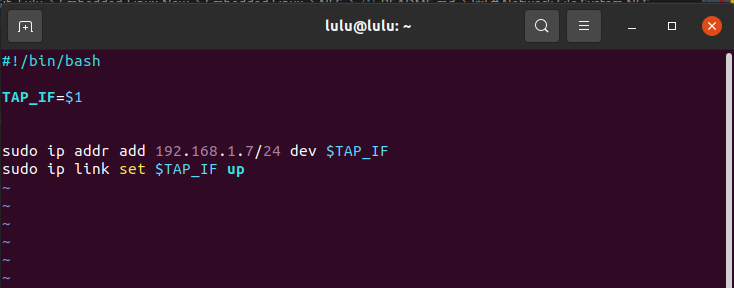 lulu@lulu: ~
#!/bin/bash
TAP_IF=$1
sudo ip addr add 192.168.1.7/24 dev $TAP_IF
sudo ip link set $TAP_IF up
~
~
~
~
~
~